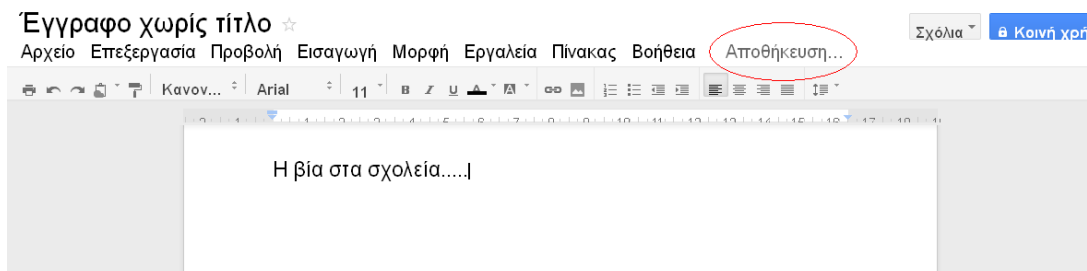 Έγγραφο χωρίς τίτλο
Αρχείο Επεξεργασία Προβολή Εισαγωγή Μορφή Εργαλεία Πίνακας Βοήθεια Αποθήκευση...
Σχόλια Κοινή χρή
Κανον... Arial 11 B I U A A
Η βία στα σχολεία.....